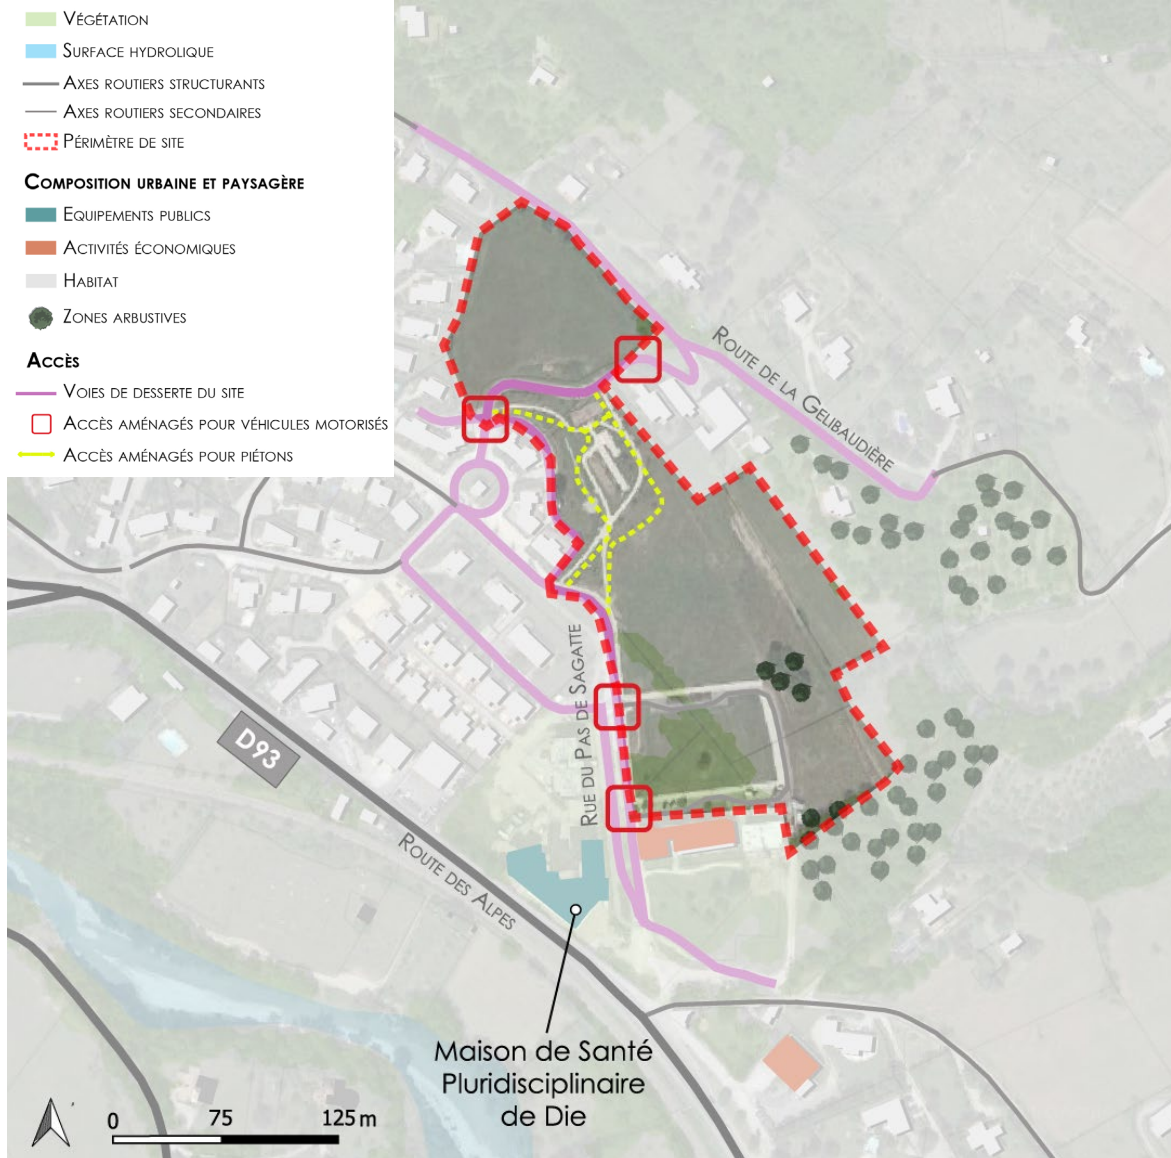 Végétation
Surface hydrolique
Axes routiers structurants
Axes routiers secondaires
Périmètre de site
Composition urbaine et paysagère
Equipements publics
Activités économiques
Habitat
Zones arbustives
Accès
Voies de desserte du site
Accès aménagés pour véhicules motorisés
Accès aménagés pour piétons
Route de la Gelibaudière
Rue du Pas de Sagatte
D93
Route des Alpes
Maison de Santé
Pluridisciplinaire
de Die
0 75 125 m